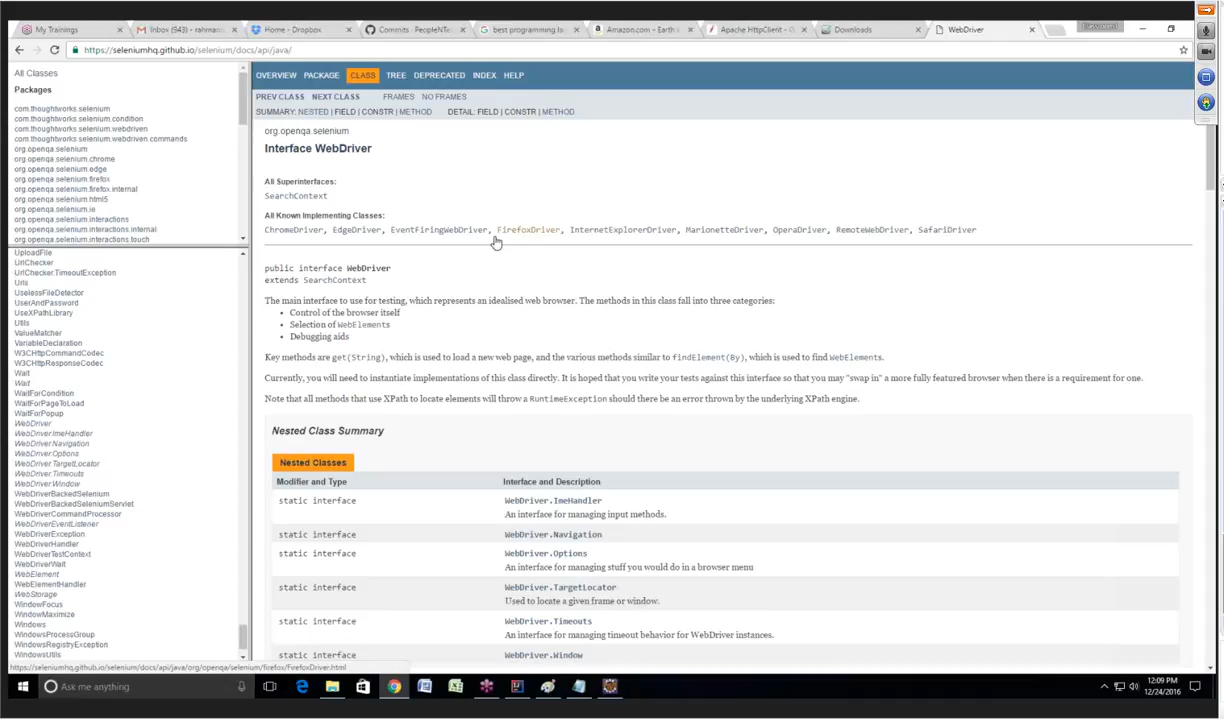 My Trainings
Inbox (943) - rahmanw
Home - Dropbox
Commits · PeopleNTec
best programming la
Amazon.com - Earth's
Apache HttpClient - Q
Downloads
WebDriver
https://seleniumhq.github.io/selenium/docs/api/java/
All Classes
Packages
com.thoughtworks.selenium
com.thoughtworks.selenium.condition
com.thoughtworks.selenium.webdriven
com.thoughtworks.selenium.webdriven.commands
org.openqa.selenium
org.openqa.selenium.chrome
org.openqa.selenium.edge
org.openqa.selenium.firefox
org.openqa.selenium.firefox.internal
org.openqa.selenium.html5
org.openqa.selenium.ie
org.openqa.selenium.interactions
org.openqa.selenium.interactions.internal
org.openqa.selenium.interactions.touch
UploadFile
UrlChecker
UrlChecker.TimeoutException
Urls
UselessFileDetector
UserAndPassword
UseXPathLibrary
Utils
ValueMatcher
VariableDeclaration
W3CHttpCommandCodec
W3CHttpResponseCodec
Wait
Wait
WaitForCondition
WaitForPageToLoad
WaitForPopup
WebDriver
WebDriver.ImeHandler
WebDriver.Navigation
WebDriver.Options
WebDriver.TargetLocator
WebDriver.Timeouts
WebDriver.Window
WebDriverBackedSelenium
WebDriverBackedSeleniumServlet
WebDriverCommandProcessor
WebDriverEventListener
WebDriverException
WebDriverHandler
WebDriverTestContext
WebDriverWait
WebElement
WebElementHandler
WebStorage
WindowFocus
WindowMaximize
Windows
WindowsProcessGroup
WindowsRegistryException
WindowsUtils
OVERVIEW PACKAGE CLASS TREE DEPRECATED INDEX HELP
PREV CLASS NEXT CLASS FRAMES NO FRAMES
SUMMARY: NESTED | FIELD | CONSTR | METHOD DETAIL: FIELD | CONSTR | METHOD
org.openqa.selenium
Interface WebDriver
All Superinterfaces:
SearchContext
All Known Implementing Classes:
ChromeDriver, EdgeDriver, EventFiringWebDriver, FirefoxDriver, InternetExplorerDriver, MarionetteDriver, OperaDriver, RemoteWebDriver, SafariDriver
public interface WebDriver
extends SearchContext
The main interface to use for testing, which represents an idealised web browser. The methods in this class fall into three categories:
• Control of the browser itself
• Selection of WebElements
• Debugging aids
Key methods are get(String), which is used to load a new web page, and the various methods similar to findElement(By), which is used to find WebElements.
Currently, you will need to instantiate implementations of this class directly. It is hoped that you write your tests against this interface so that you may "swap in" a more fully featured browser when there is a requirement for one.
Note that all methods that use XPath to locate elements will throw a RuntimeException should there be an error thrown by the underlying XPath engine.
Nested Class Summary
Nested Classes
Modifier and Type Interface and Description
static interface WebDriver.ImeHandler
An interface for managing input methods.
static interface WebDriver.Navigation
static interface WebDriver.Options
An interface for managing stuff you would do in a browser menu
static interface WebDriver.TargetLocator
Used to locate a given frame or window.
static interface WebDriver.Timeouts
An interface for managing timeout behavior for WebDriver instances.
static interface WebDriver.Window
https://seleniumhq.github.io/selenium/docs/api/java/org/openqa/selenium/firefox/FirefoxDriver.html
Ask me anything
12:09 PM
12/24/2016